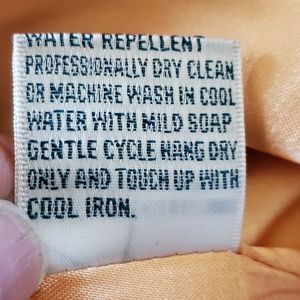 WATER REPELLENT
PROFESSIONALLY DRY CLEAN
OR MACHINE WASH IN COOL
WATER WITH MILD SOAP
GENTLE CYCLE HANG DRY
ONLY AND TOUCH UP WITH
COOL IRON.